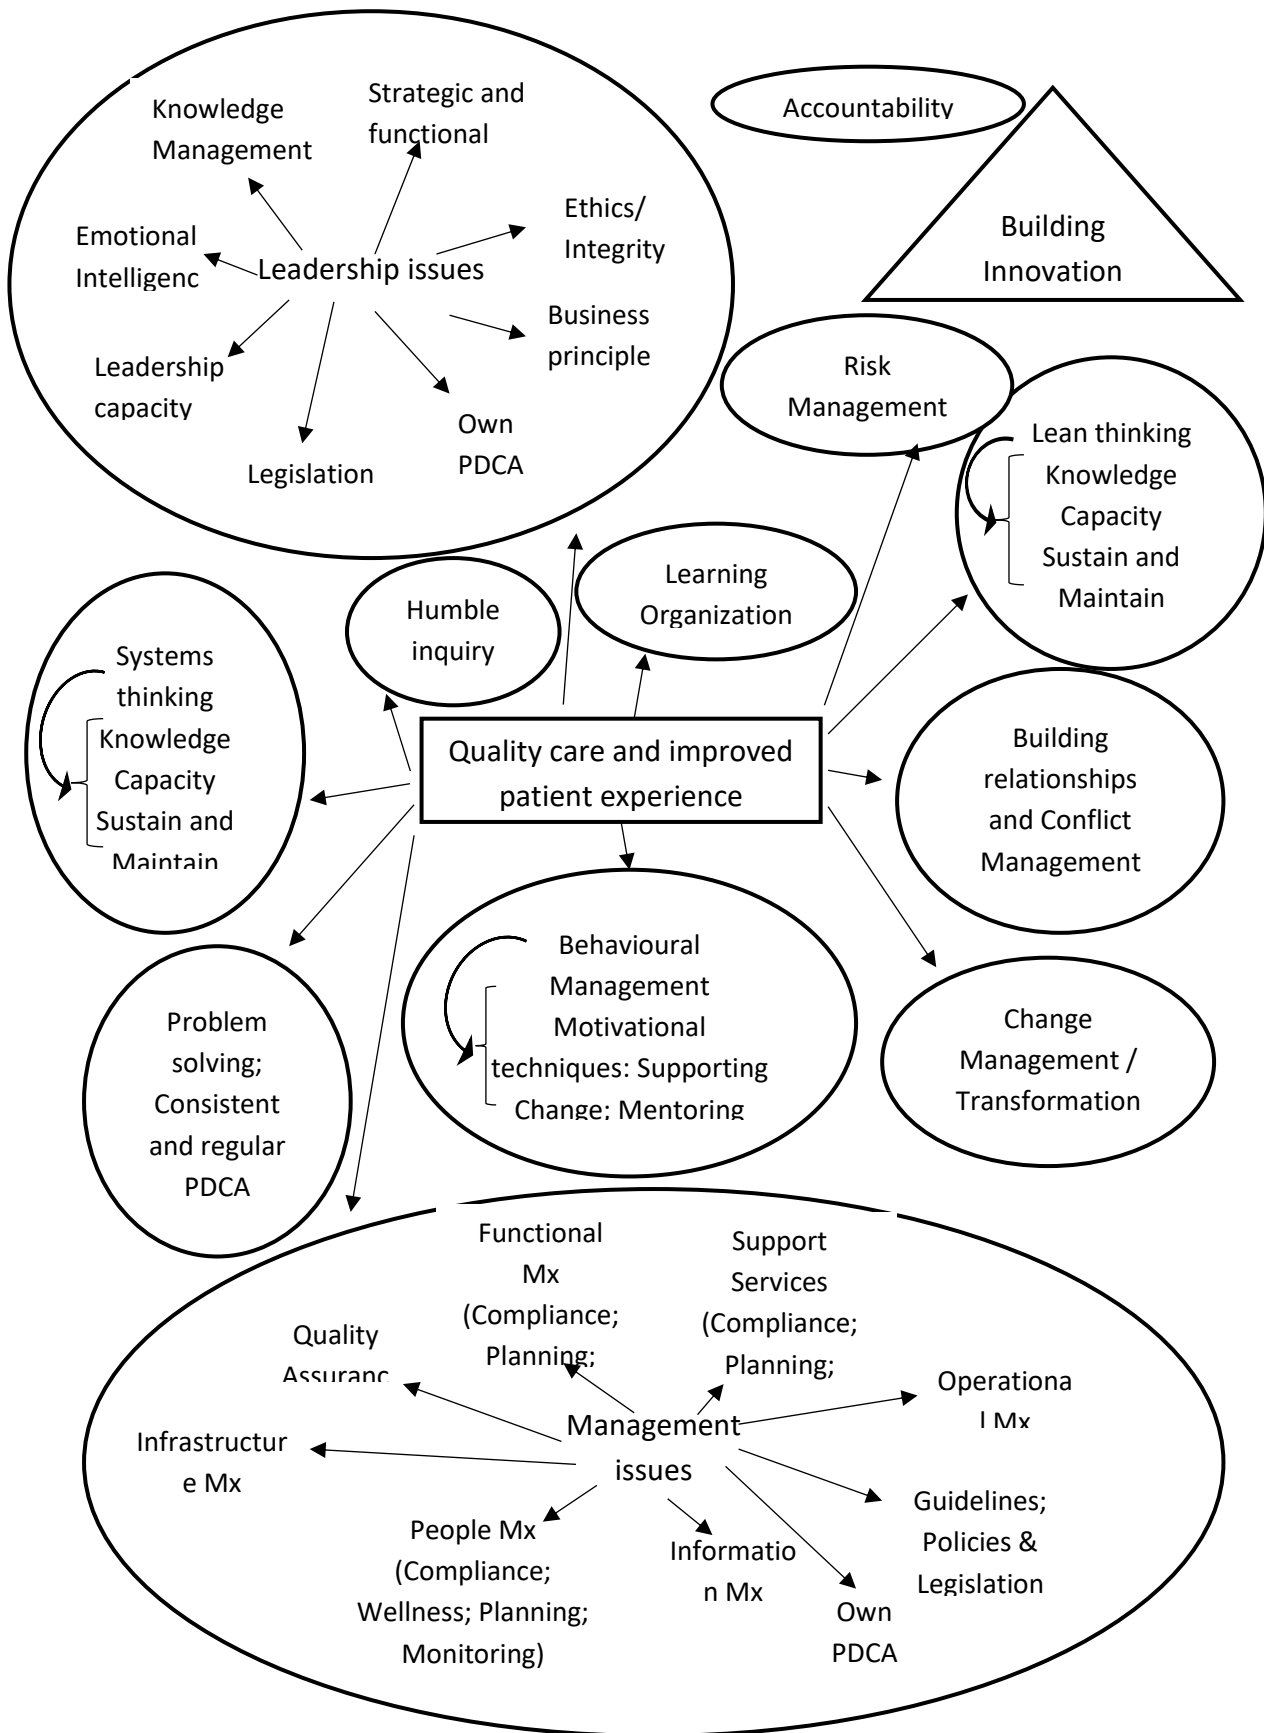 Knowledge
Management
Strategic and
functional
Accountability
Emotional
Intelligenc
Leadership issues
Ethics/
Integrity
Building
Innovation
Business
principle
Leadership
capacity
Own
PDCA
Legislation
Risk
Management
Lean thinking
Knowledge
Capacity
Sustain and
Maintain
Humble
inquiry
Learning
Organization
Systems
thinking
Knowledge
Capacity
Sustain and
Maintain
Quality care and improved
patient experience
Building
relationships
and Conflict
Management
Problem
solving;
Consistent
and regular
PDCA
Behavioural
Management
Motivational
techniques: Supporting
Change; Mentoring
Change
Management /
Transformation
Functional
Mx
(Compliance;
Planning;
Support
Services
(Compliance;
Planning;
Quality
Assuranc
Operationa
l Mx
Management
issues
Infrastructur
e Mx
Guidelines;
Policies &
Legislation
People Mx
(Compliance;
Wellness; Planning;
Monitoring)
Informatio
n Mx
Own
PDCA